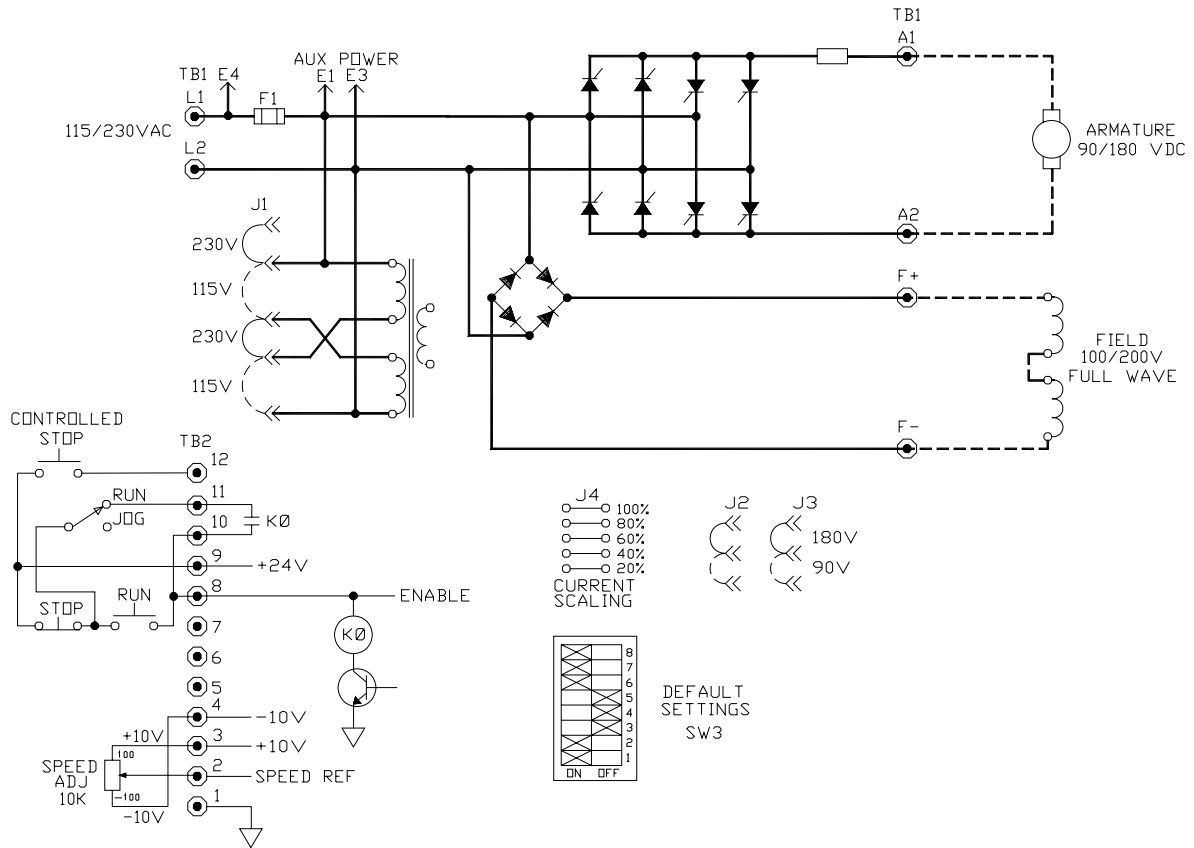 TB1
A1
AUX POWER
TB1 E4 E1 E3
L1 F1
115/230VAC
L2
ARMATURE
90/180 VDC
J1
A2
230V
F+
115V
230V
FIELD
100/200V
FULL WAVE
115V
CONTROLLED
STOP
F-
TB2
12
RUN
11
JOG
10
KØ
9
+24V
8
ENABLE
STOP
RUN
7
KØ
6
5
4
-10V
+10V
3
+10V
100
SPEED
ADJ
10K
2
SPEED REF
-100
-10V
1
J4
100%
80%
60%
40%
20%
CURRENT
SCALING
J2 J3
180V
90V
8
7
6
5
4
3
2
1
ON OFF
DEFAULT
SETTINGS
SW3